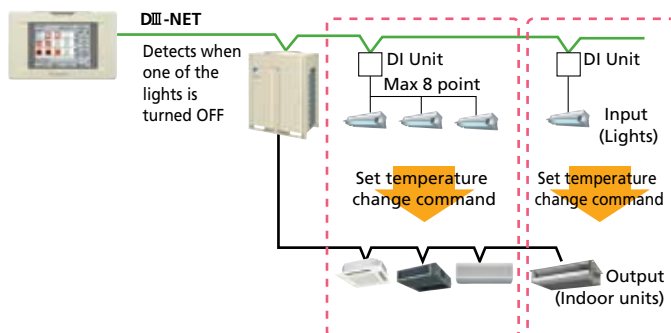 DⅢ-NET
Detects when
one of the
lights is
turned OFF
DI Unit
Max 8 point
DI Unit
Input
(Lights)
Set temperature
change command
Set temperature
change command
Output
(Indoor units)